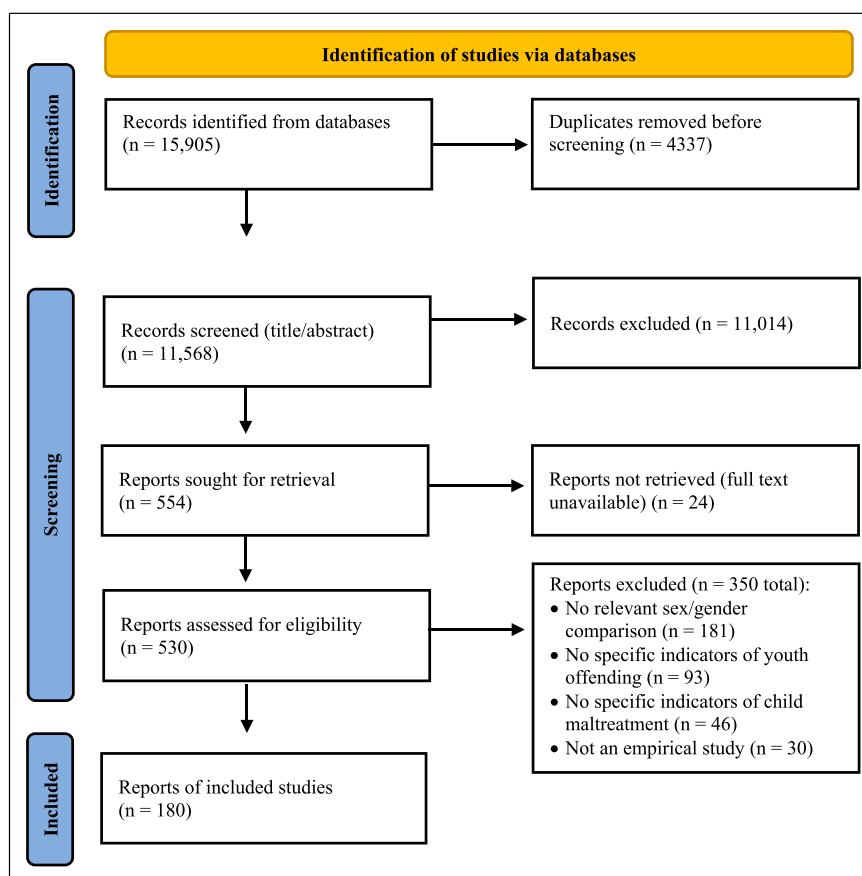 Identification of studies via databases
Identification
Records identified from databases
(n = 15,905)
Duplicates removed before
screening (n = 4337)
Screening
Records screened (title/abstract)
(n = 11,568)
Records excluded (n = 11,014)
Reports sought for retrieval
(n = 554)
Reports not retrieved (full text
unavailable) (n = 24)
Reports assessed for eligibility
(n = 530)
Reports excluded (n = 350 total):
• No relevant sex/gender
comparison (n = 181)
• No specific indicators of youth
offending (n = 93)
• No specific indicators of child
maltreatment (n = 46)
• Not an empirical study (n = 30)
Included
Reports of included studies
(n = 180)